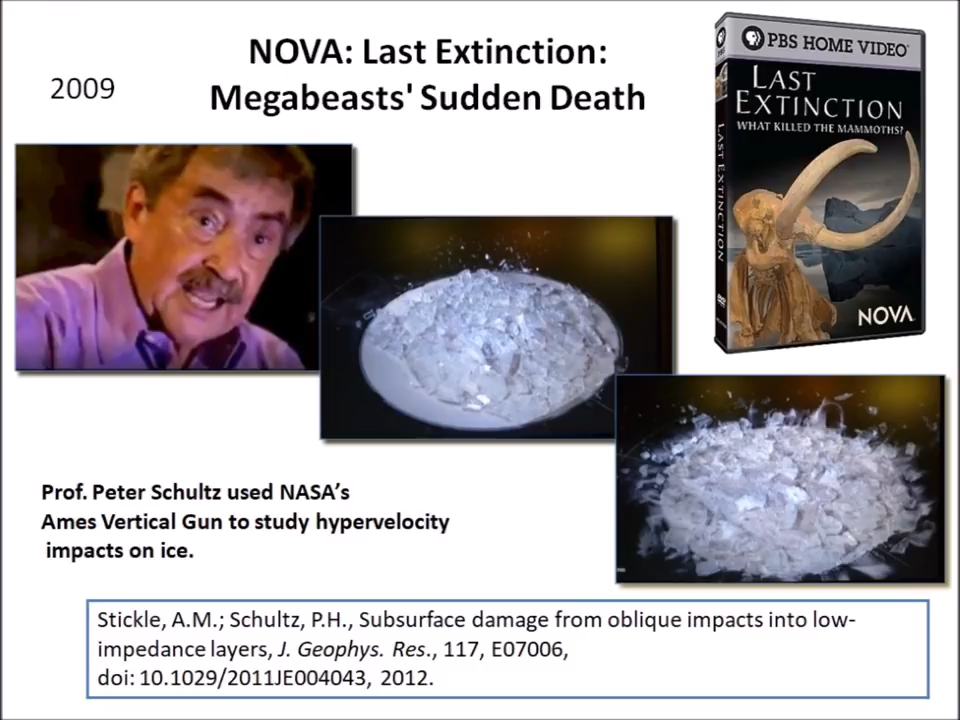 2009
NOVA: Last Extinction:
Megabeasts' Sudden Death
PBS HOME VIDEO
LAST
EXTINCTION
WHAT KILLED THE MAMMOTHS?
LAST EXTINCTION
NOVA
Prof. Peter Schultz used NASA's
Ames Vertical Gun to study hypervelocity
impacts on ice.
Stickle, A.M.; Schultz, P.H., Subsurface damage from oblique impacts into low-
impedance layers, J. Geophys. Res., 117, E07006,
doi: 10.1029/2011JE004043, 2012.